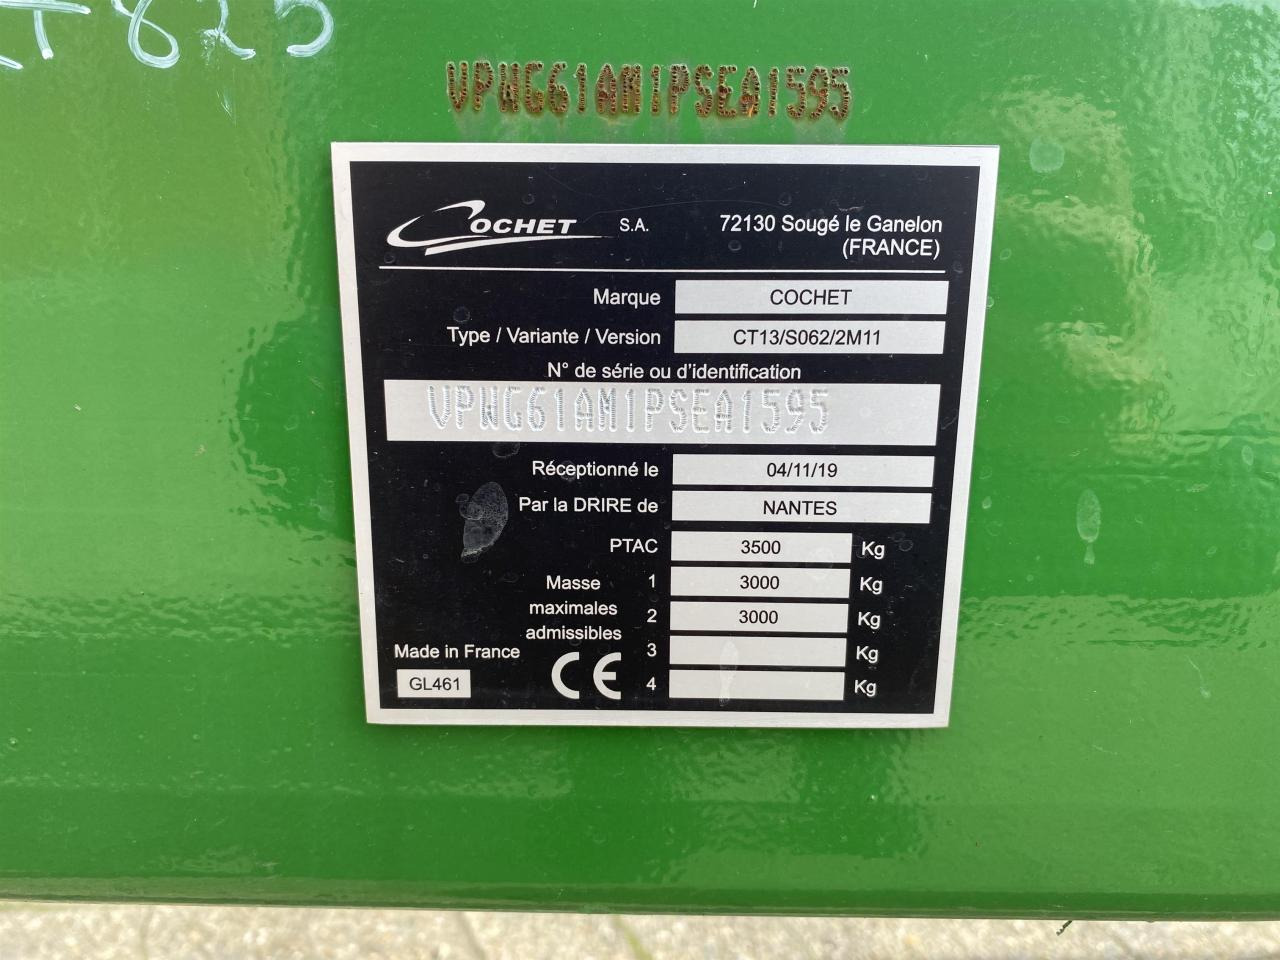 T825
VPWG61AM1PSEA1595
COCHET S.A. 72130 Sougé le Ganelon
(FRANCE)
Marque COCHET
Type / Variante / Version CT13/S062/2M11
N° de série ou d'identification
VPWG61AM1PSEA1595
Réceptionné le 04/11/19
Par la DRIRE de NANTES
PTAC 3500 Kg
Masse maximales admissibles
1 3000 Kg
2 3000 Kg
3 Kg
4 Kg
Made in France
GL461
CE